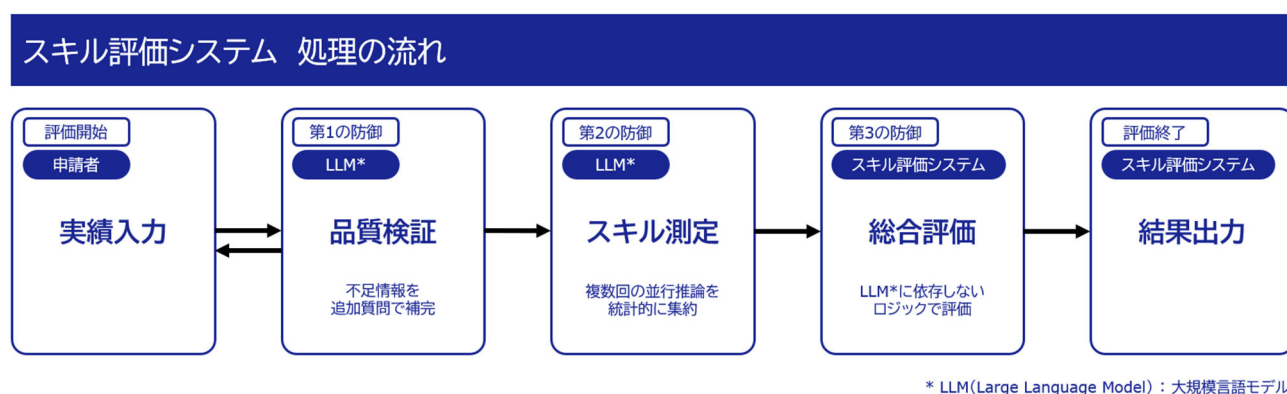 スキル評価システム 処理の流れ
評価開始
申請者
実績入力
第1の防御
LLM*
品質検証
不足情報を
追加質問で補完
第2の防御
LLM*
スキル測定
複数回の並行推論を
統計的に集約
第3の防御
スキル評価システム
総合評価
LLM*に依存しない
ロジックで評価
評価終了
スキル評価システム
結果出力
* LLM(Large Language Model)：大規模言語モデル